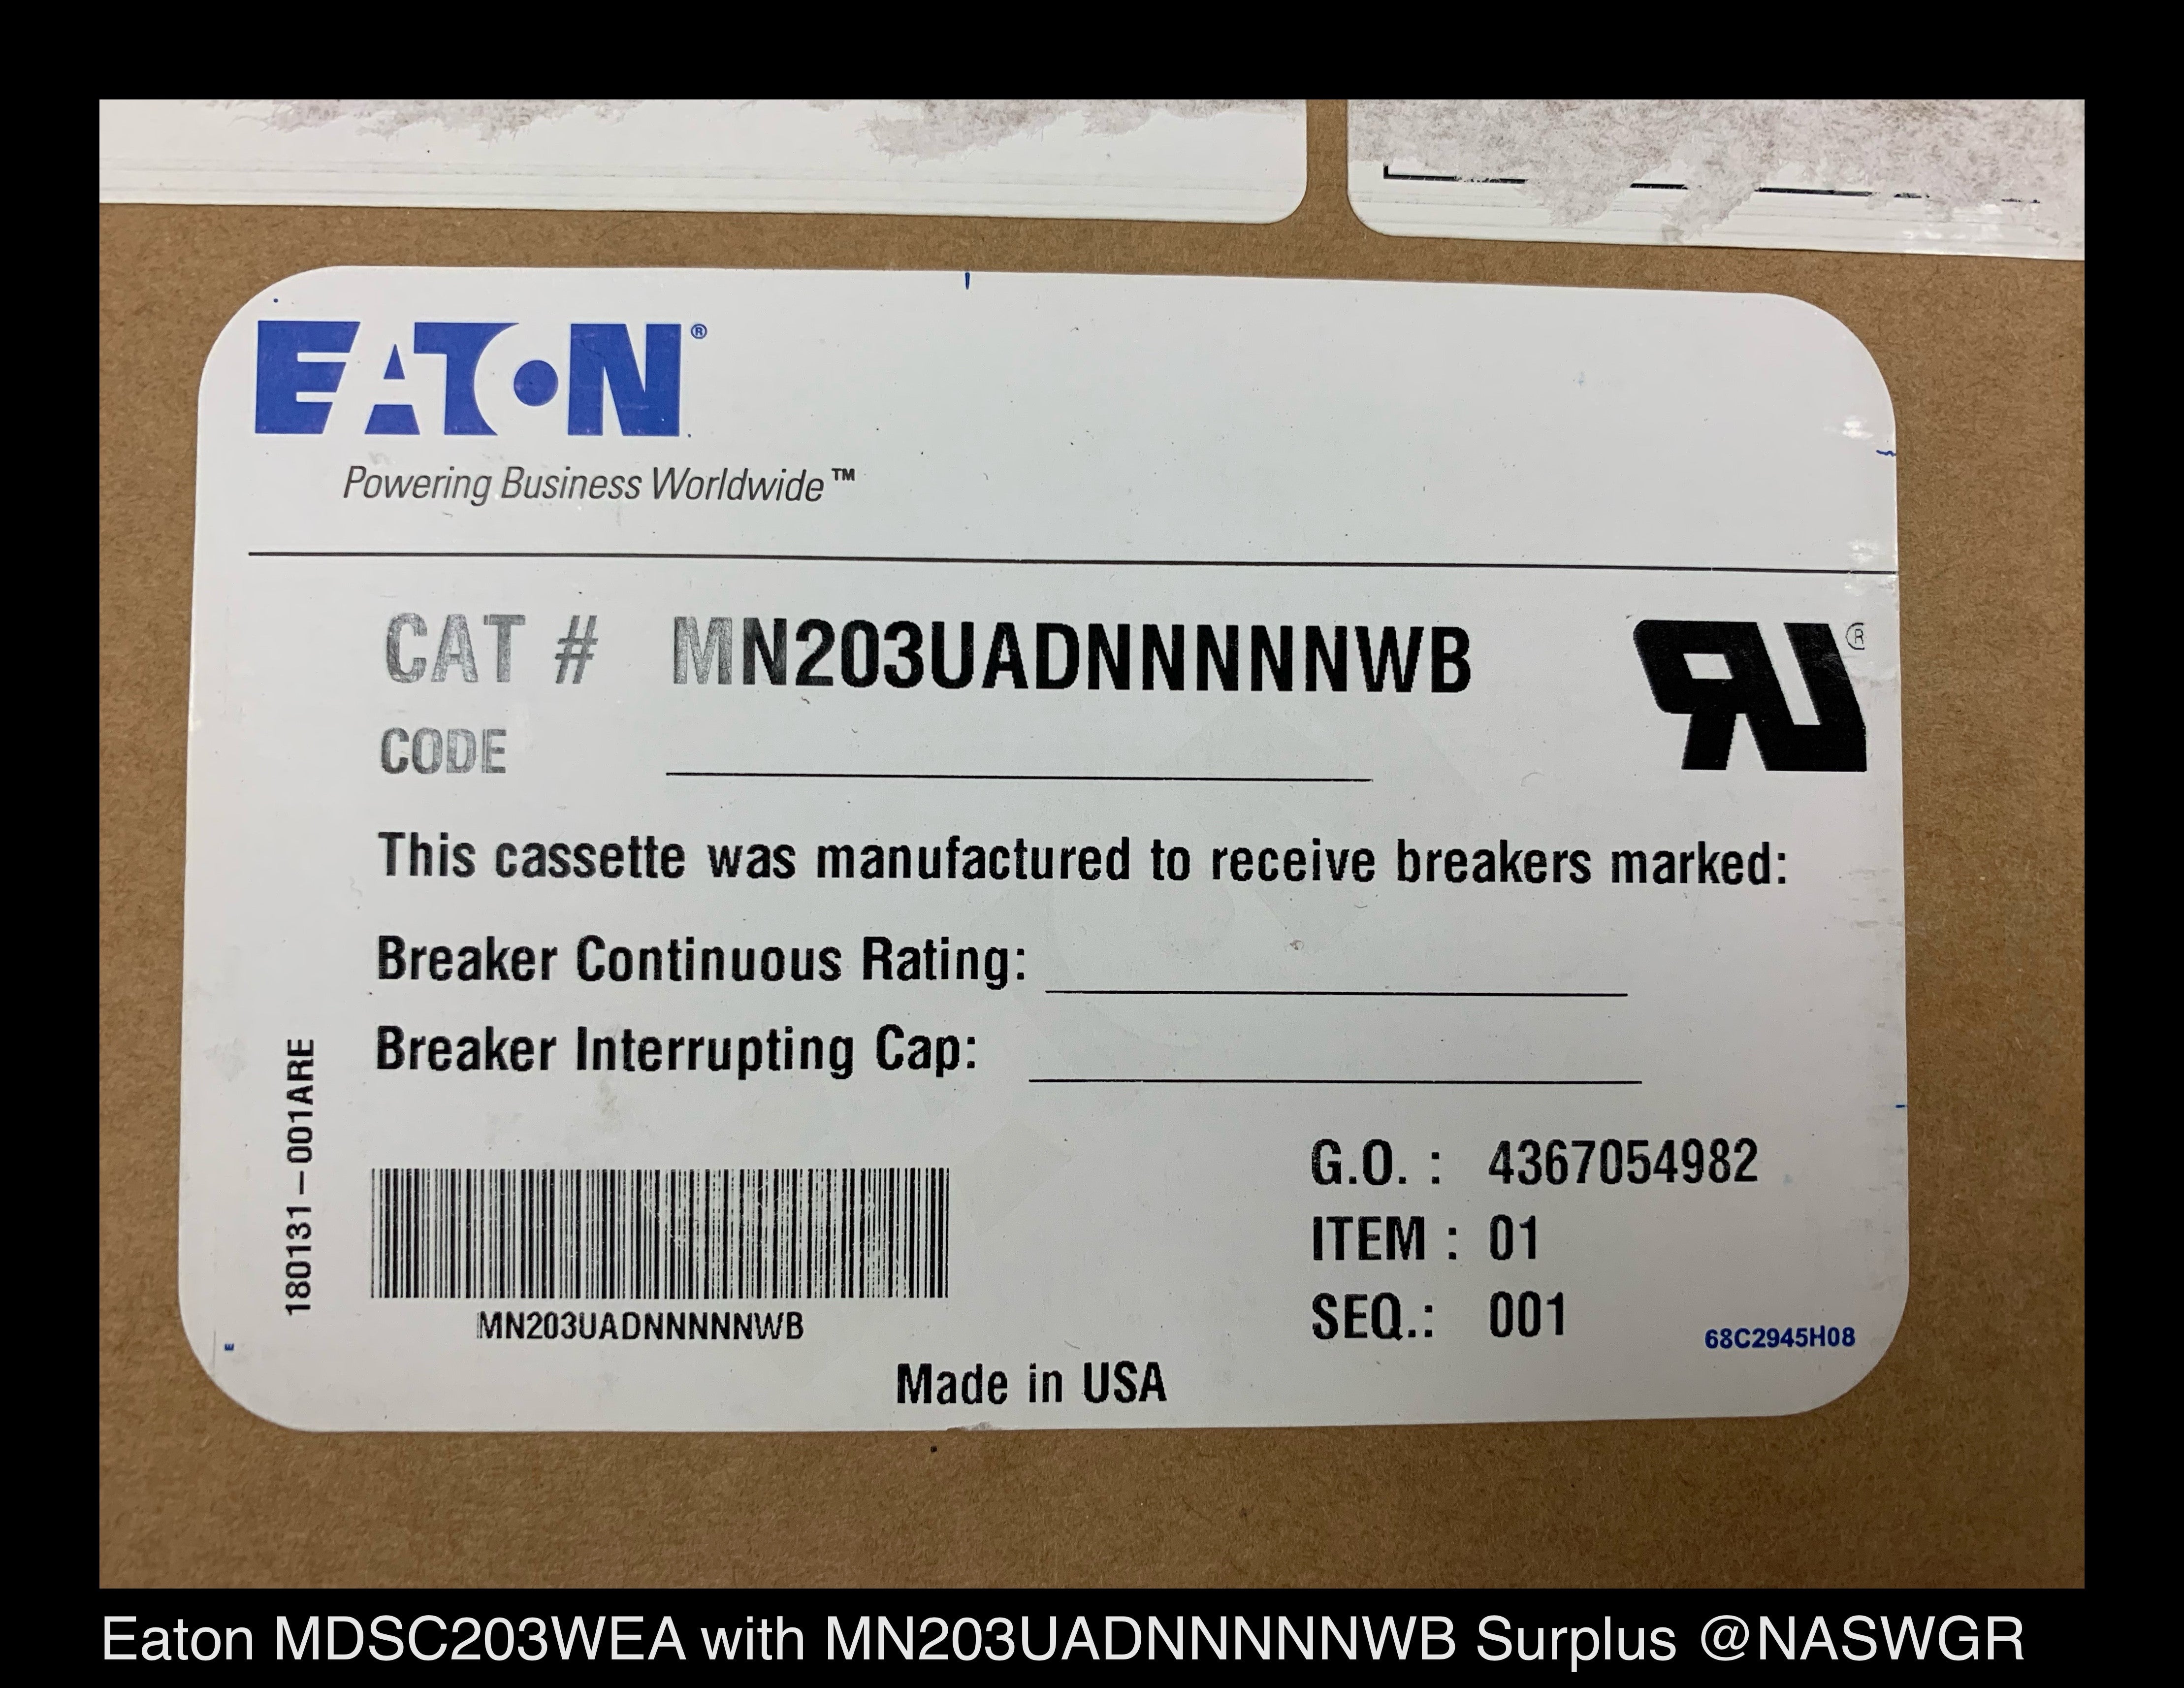 EATON®
Powering Business Worldwide™
CAT # MN203UADNNNNNWB
CODE
This cassette was manufactured to receive breakers marked:
Breaker Continuous Rating:
Breaker Interrupting Cap:
180131-001ARE
MN203UADNNNNNWB
G.O. : 4367054982
ITEM : 01
SEQ.: 001
68C2945H08
Made in USA
Eaton MDSC203WEA with MN203UADNNNNNWB Surplus @NASWGR